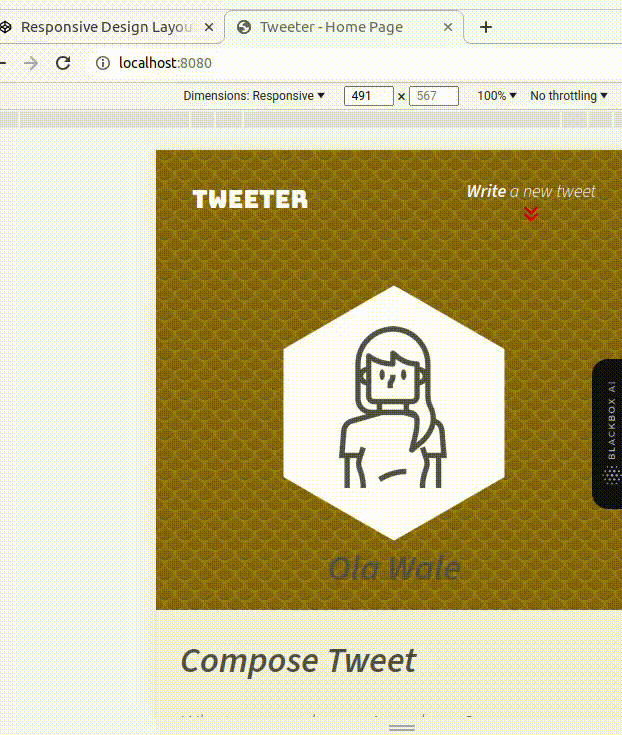 Responsive Design Layou
Tweeter - Home Page
localhost:8080
Dimensions: Responsive 491 × 567 100% No throttling
TWEETER
Write a new tweet
BLACKBOX AI
Ola Wale
Compose Tweet